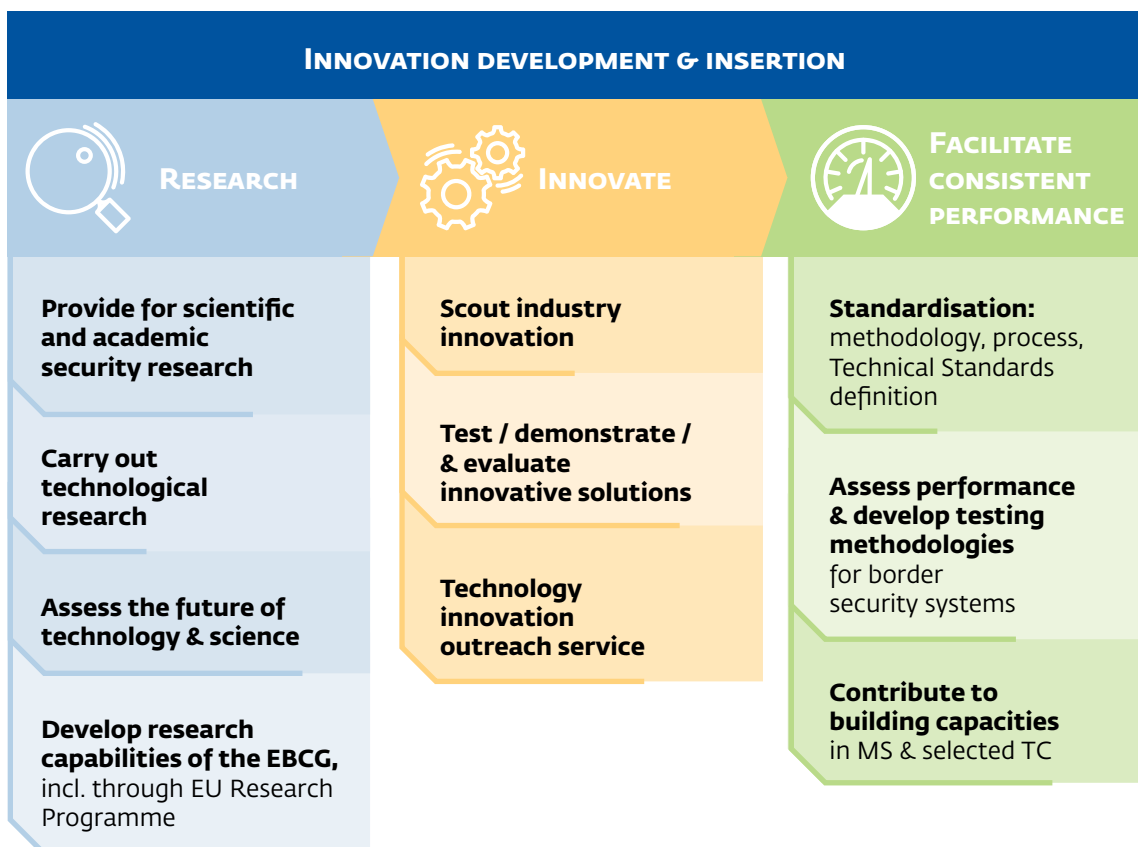 INNOVATION DEVELOPMENT & INSERTION
RESEARCH
Provide for scientific
and academic
security research
Carry out
technological
research
Assess the future of
technology & science
Develop research
capabilities of the EBCG,
incl. through EU Research
Programme
INNOVATE
Scout industry
innovation
Test / demonstrate /
& evaluate
innovative solutions
Technology
innovation
outreach service
FACILITATE
CONSISTENT
PERFORMANCE
Standardisation:
methodology, process,
Technical Standards
definition
Assess performance
& develop testing
methodologies
for border
security systems
Contribute to
building capacities
in MS & selected TC